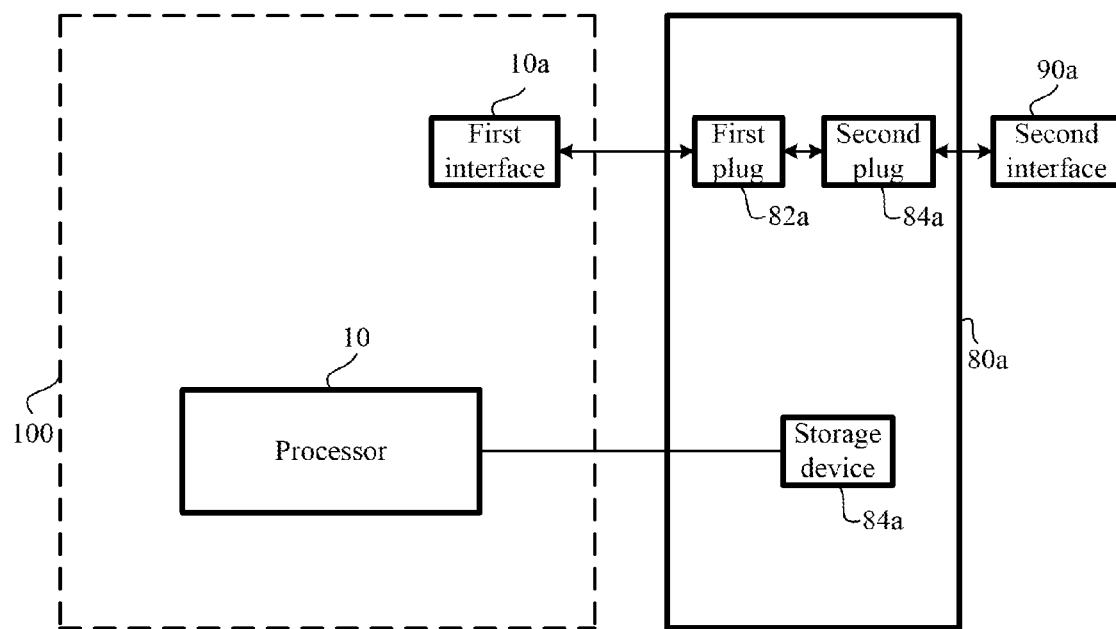 10a
90a
First
interface
First
plug
Second
plug
Second
interface
82a
84a
10
80a
100
Processor
Storage
device
84a